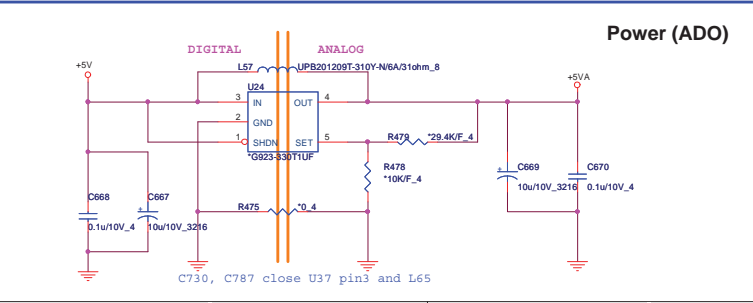 Power (ADO)
DIGITAL ANALOG
+5V
L57 UPB201209T-310Y-N/6A/31ohm_8
+5VA
U24
3 IN OUT 4
2 GND
1 SHDN SET 5
R479 *29.4K/F_4
*G923-330T1UF
R478
*10K/F_4
C669
10u/10V_3216
C670
0.1u/10V_4
C668
0.1u/10V_4
C667
10u/10V_3216
R475 *0_4
C730, C787 close U37 pin3 and L65